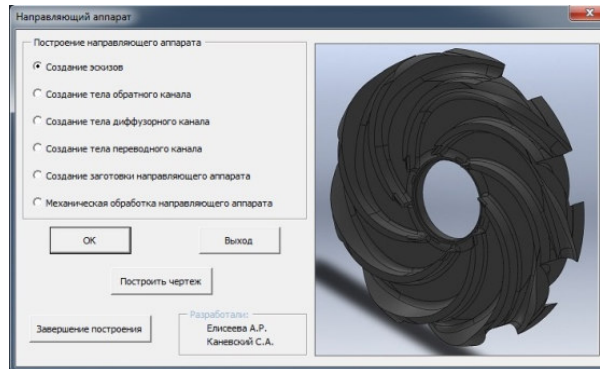 Направляющий аппарат
Построение направляющего аппарата
Создание эскизов
Создание тела обратного канала
Создание тела диффузорного канала
Создание тела переводного канала
Создание заготовки направляющего аппарата
Механическая обработка направляющего аппарата
ОК
Выход
Построить чертеж
Завершение построения
Разработали:
Елисеева А.Р.
Каневский С.А.